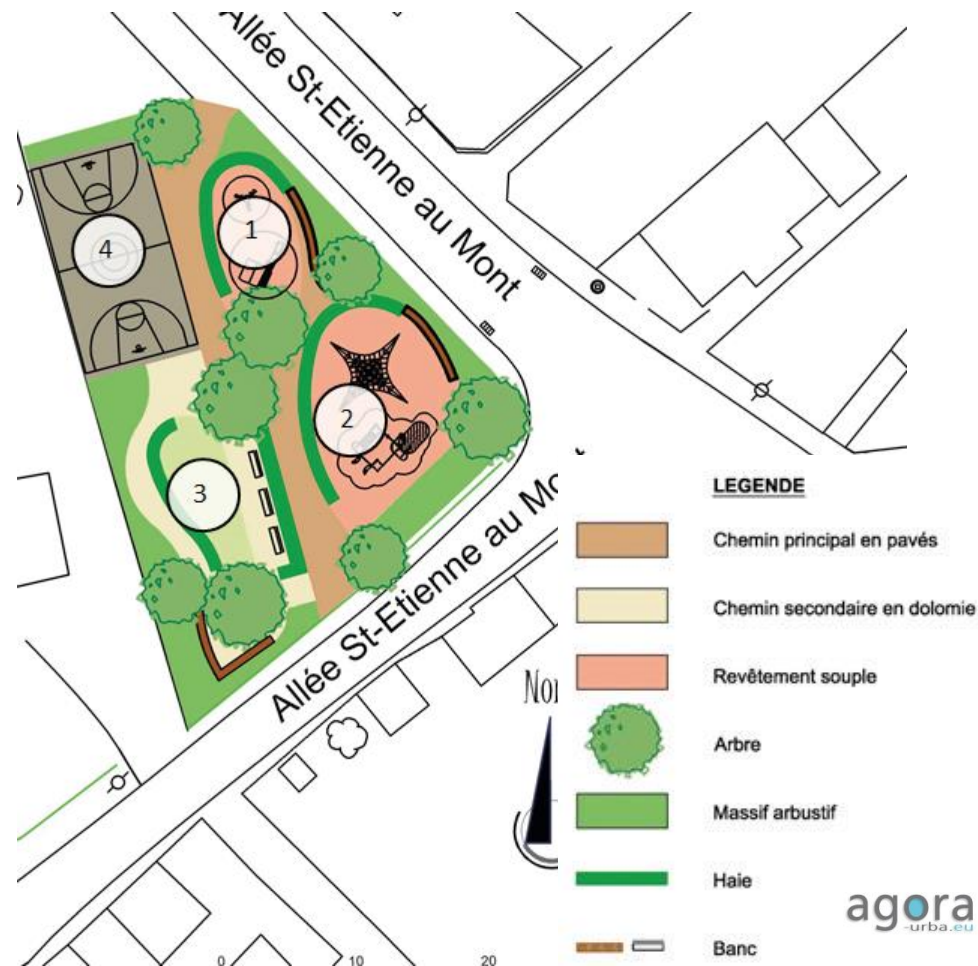 Allée St-Etienne au Mont
1
4
2
3
Allée St-Etienne au
LEGENDE
Chemin principal en pavés
Chemin secondaire en dolomie
Revêtement souple
Arbre
Massif arbustif
Haie
Banc
0 10 20
agora
-urba.eu